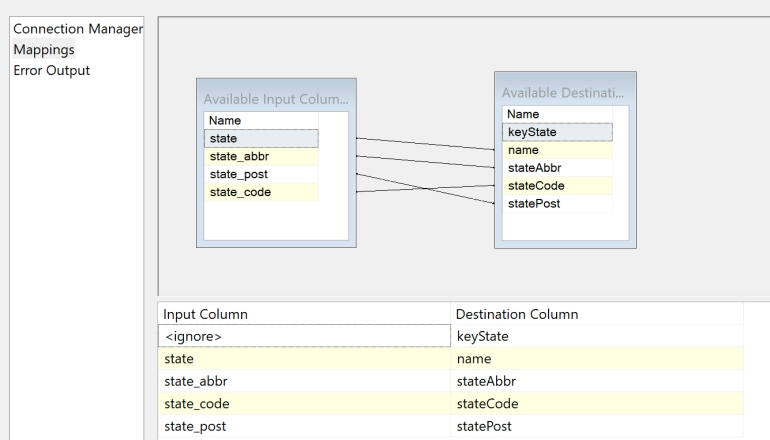 Connection Manager
Mappings
Error Output
Available Input Colum...
Name
state
state_abbr
state_post
state_code
Available Destinati...
Name
keyState
name
stateAbbr
stateCode
statePost
Input Column Destination Column
<ignore> keyState
state name
state_abbr stateAbbr
state_code stateCode
state_post statePost